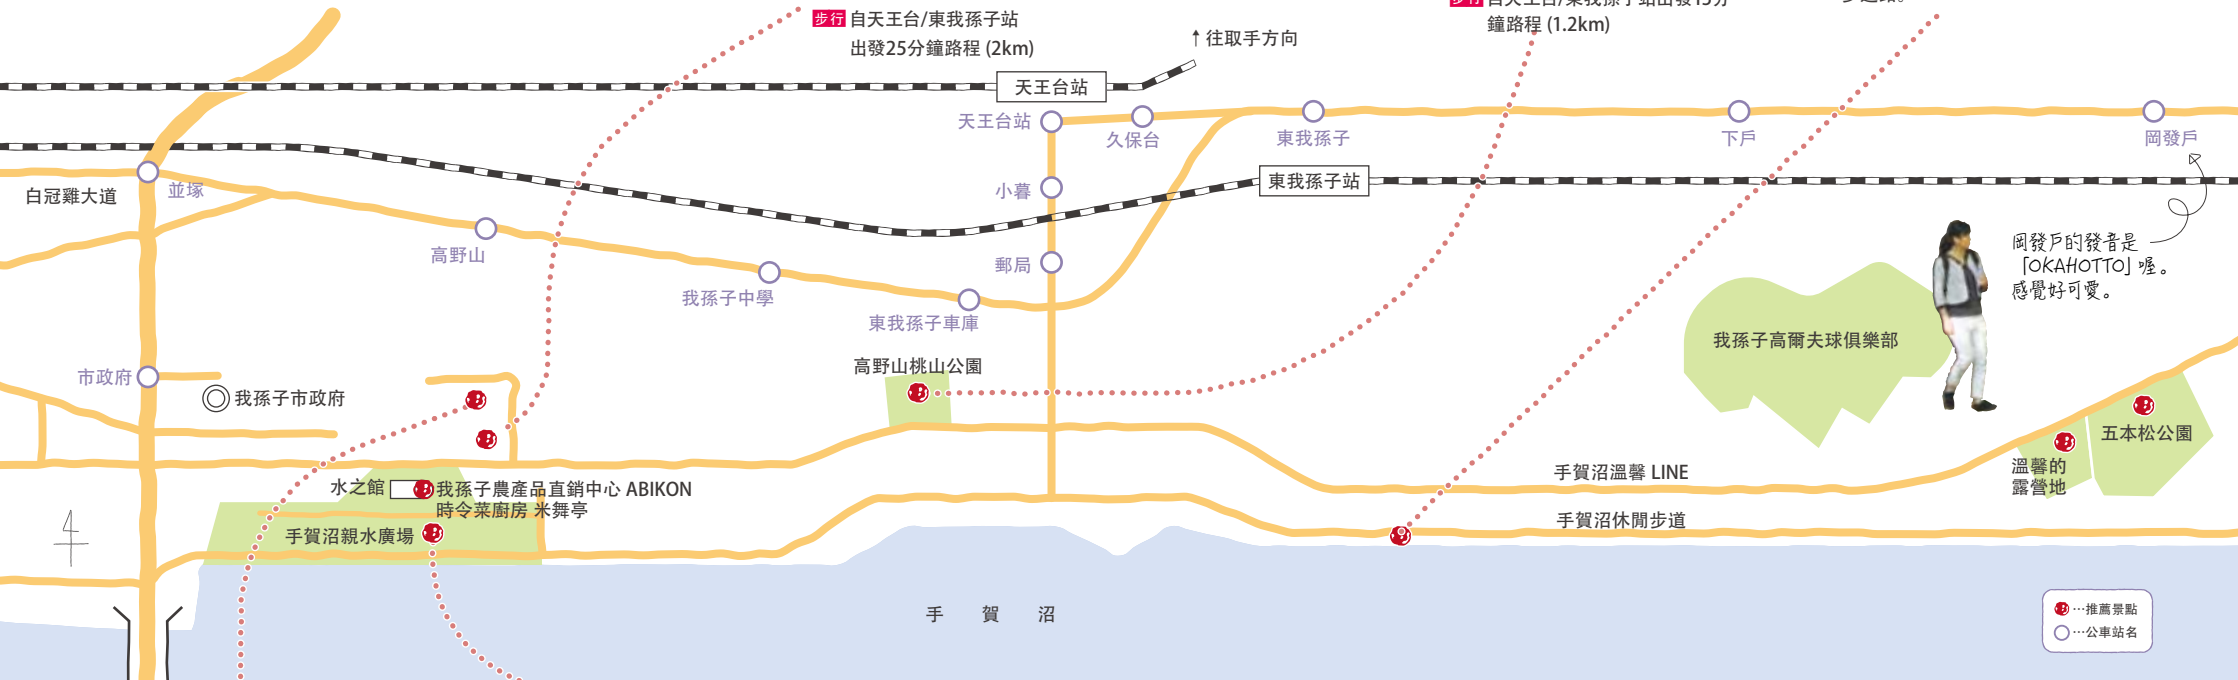 步行 自天王台/東我孫子站
出發25分鐘路程 (2km)
鐘路程 (1.2km)
↑往取手方向
天王台站
天王台站
久保台
東我孫子
下戶
岡發戶
白冠雞大道
並塚
小暮
東我孫子站
高野山
郵局
岡發戶的發音是
「OKAHOTTO」喔。
感覺好可愛。
我孫子中學
東我孫子車庫
我孫子高爾夫球俱樂部
高野山桃山公園
市政府
我孫子市政府
五本松公園
溫馨的
露營地
手賀沼溫馨 LINE
水之館
我孫子農產品直銷中心 ABIKON
時令菜廚房 米舞亭
手賀沼休閒步道
手賀沼親水廣場
手賀沼
…推薦景點
…公車站名